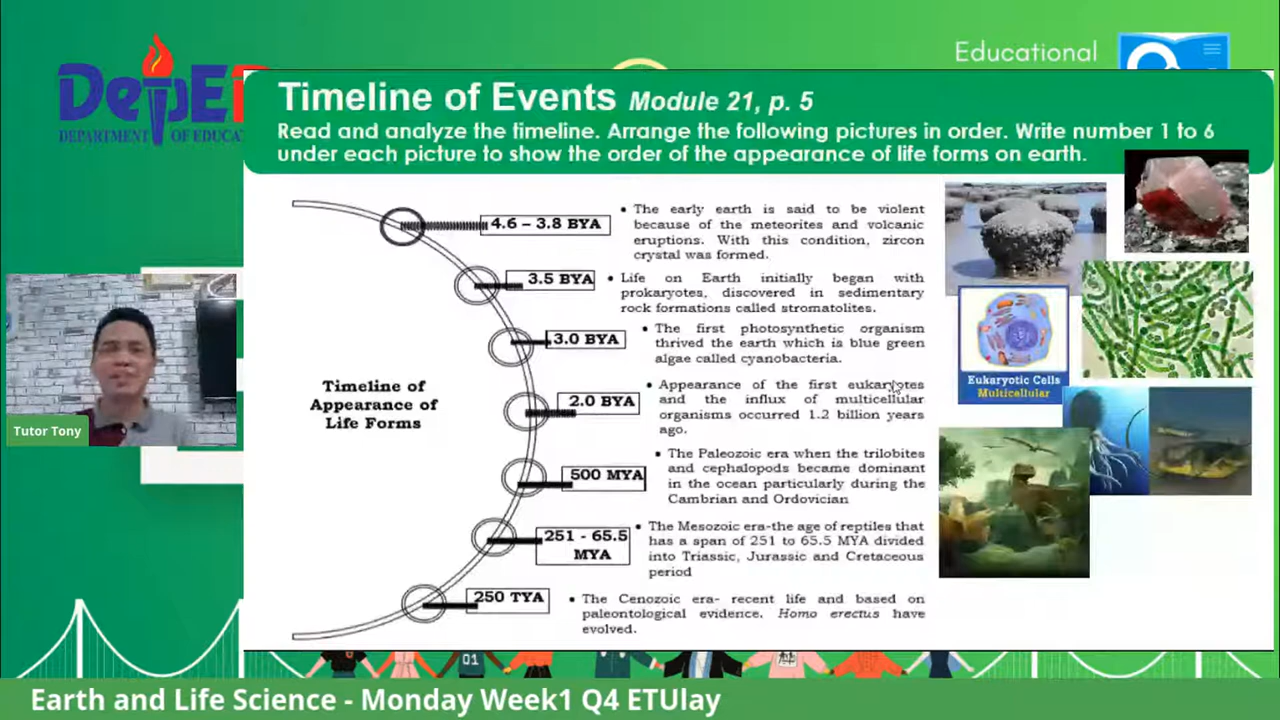 Educational
DepE
DEPARTMENT OF EDUCA
Timeline of Events Module 21, p. 5
Read and analyze the timeline. Arrange the following pictures in order. Write number 1 to 6
under each picture to show the order of the appearance of life forms on earth.
4.6 – 3.8 BYA
• The early earth is said to be violent
because of the meteorites and volcanic
eruptions. With this condition, zircon
crystal was formed.
3.5 BYA
• Life on Earth initially began with
prokaryotes, discovered in sedimentary
rock formations called stromatolites.
3.0 BYA
• The first photosynthetic organism
thrived the earth which is blue green
algae called cyanobacteria.
2.0 BYA
• Appearance of the first eukaryotes
and the influx of multicellular
organisms occurred 1.2 billion years
ago.
Timeline of
Appearance of
Life Forms
500 MYA
• The Paleozoic era when the trilobites
and cephalopods became dominant
in the ocean particularly during the
Cambrian and Ordovician
251 - 65.5
MYA
• The Mesozoic era-the age of reptiles that
has a span of 251 to 65.5 MYA divided
into Triassic, Jurassic and Cretaceous
period
250 TYA
• The Cenozoic era- recent life and based on
paleontological evidence. Homo erectus have
evolved.
Eukaryotic Cells
Multicellular
Tutor Tony
01
Earth and Life Science - Monday Week1 Q4 ETUlay